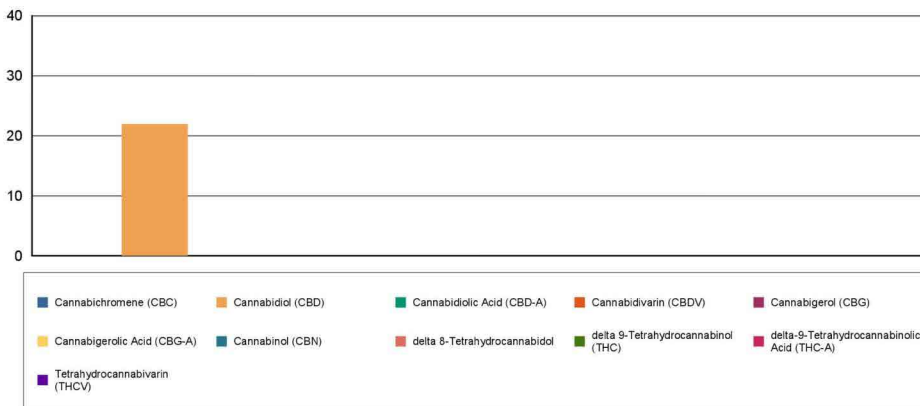 40
30
20
10
0
Cannabichromene (CBC)
Cannabidiol (CBD)
Cannabidiolic Acid (CBD-A)
Cannabidivarin (CBDV)
Cannabigerol (CBG)
Cannabigerolic Acid (CBG-A)
Cannabinol (CBN)
delta 8-Tetrahydrocannabidol
delta 9-Tetrahydrocannabinol
(THC)
delta-9-Tetrahydrocannabinolic
Acid (THC-A)
Tetrahydrocannabivarin
(THCV)